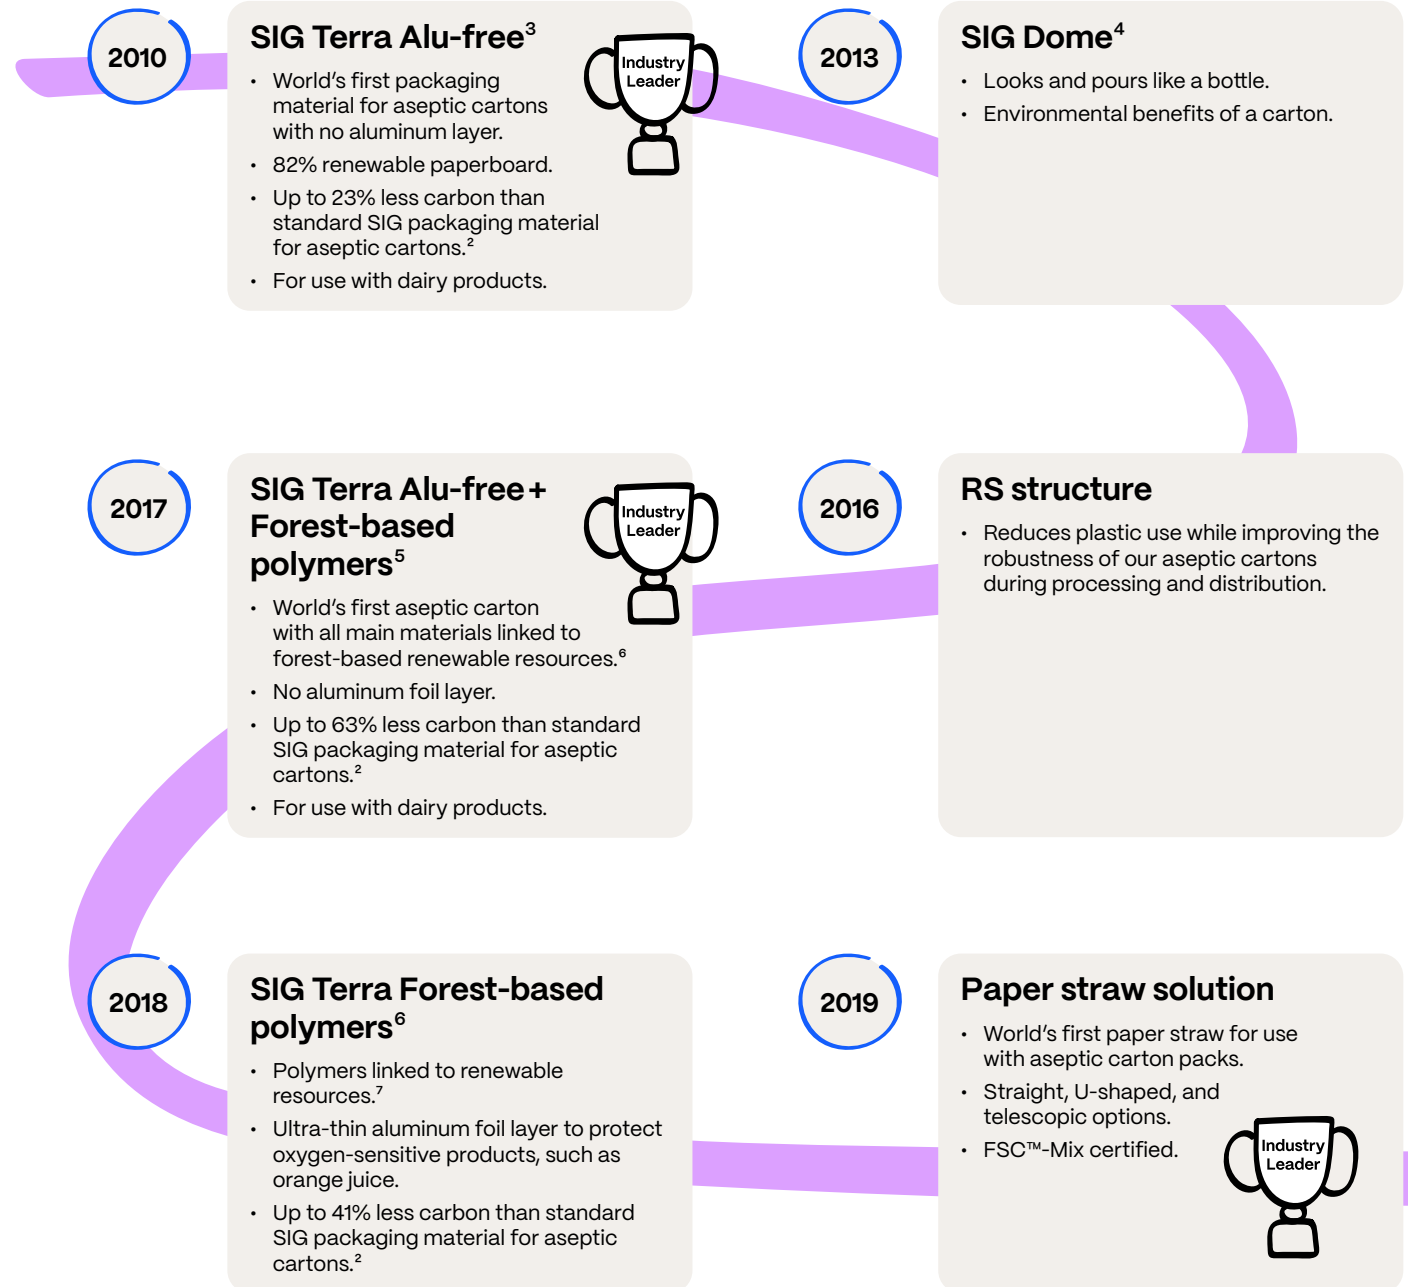 2010
SIG Terra Alu-free³
• World’s first packaging
material for aseptic cartons
with no aluminum layer.
• 82% renewable paperboard.
• Up to 23% less carbon than
standard SIG packaging material
for aseptic cartons.²
• For use with dairy products.
Industry
Leader
2013
SIG Dome⁴
• Looks and pours like a bottle.
• Environmental benefits of a carton.
2017
SIG Terra Alu-free+
Forest-based
polymers⁵
• World’s first aseptic carton
with all main materials linked to
forest-based renewable resources.⁶
• No aluminum foil layer.
• Up to 63% less carbon than standard
SIG packaging material for aseptic
cartons.²
• For use with dairy products.
Industry
Leader
2016
RS structure
• Reduces plastic use while improving the
robustness of our aseptic cartons
during processing and distribution.
2018
SIG Terra Forest-based
polymers⁶
• Polymers linked to renewable
resources.⁷
• Ultra-thin aluminum foil layer to protect
oxygen-sensitive products, such as
orange juice.
• Up to 41% less carbon than standard
SIG packaging material for aseptic
cartons.²
2019
Paper straw solution
• World’s first paper straw for use
with aseptic carton packs.
• Straight, U-shaped, and
telescopic options.
• FSC™-Mix certified.
Industry
Leader